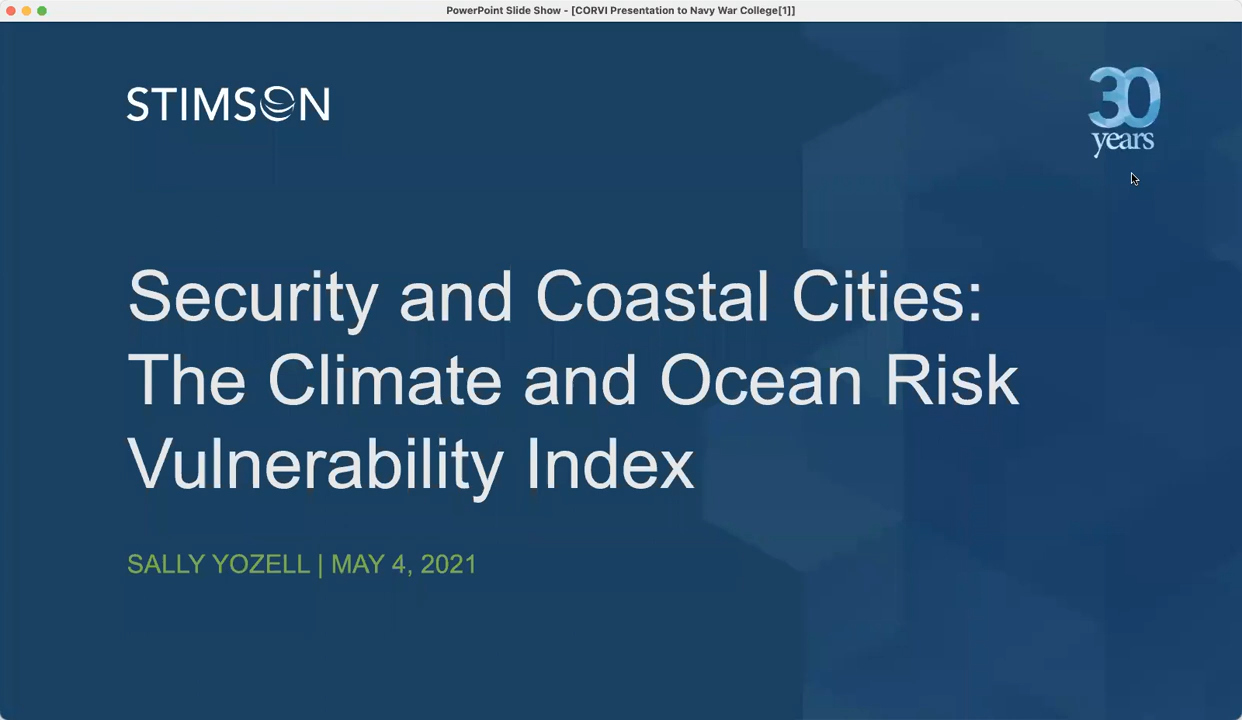 PowerPoint Slide Show - [CORVI Presentation to Navy War College[1]]
STIMSON
30
years
Security and Coastal Cities:
The Climate and Ocean Risk
Vulnerability Index
SALLY YOZELL | MAY 4, 2021